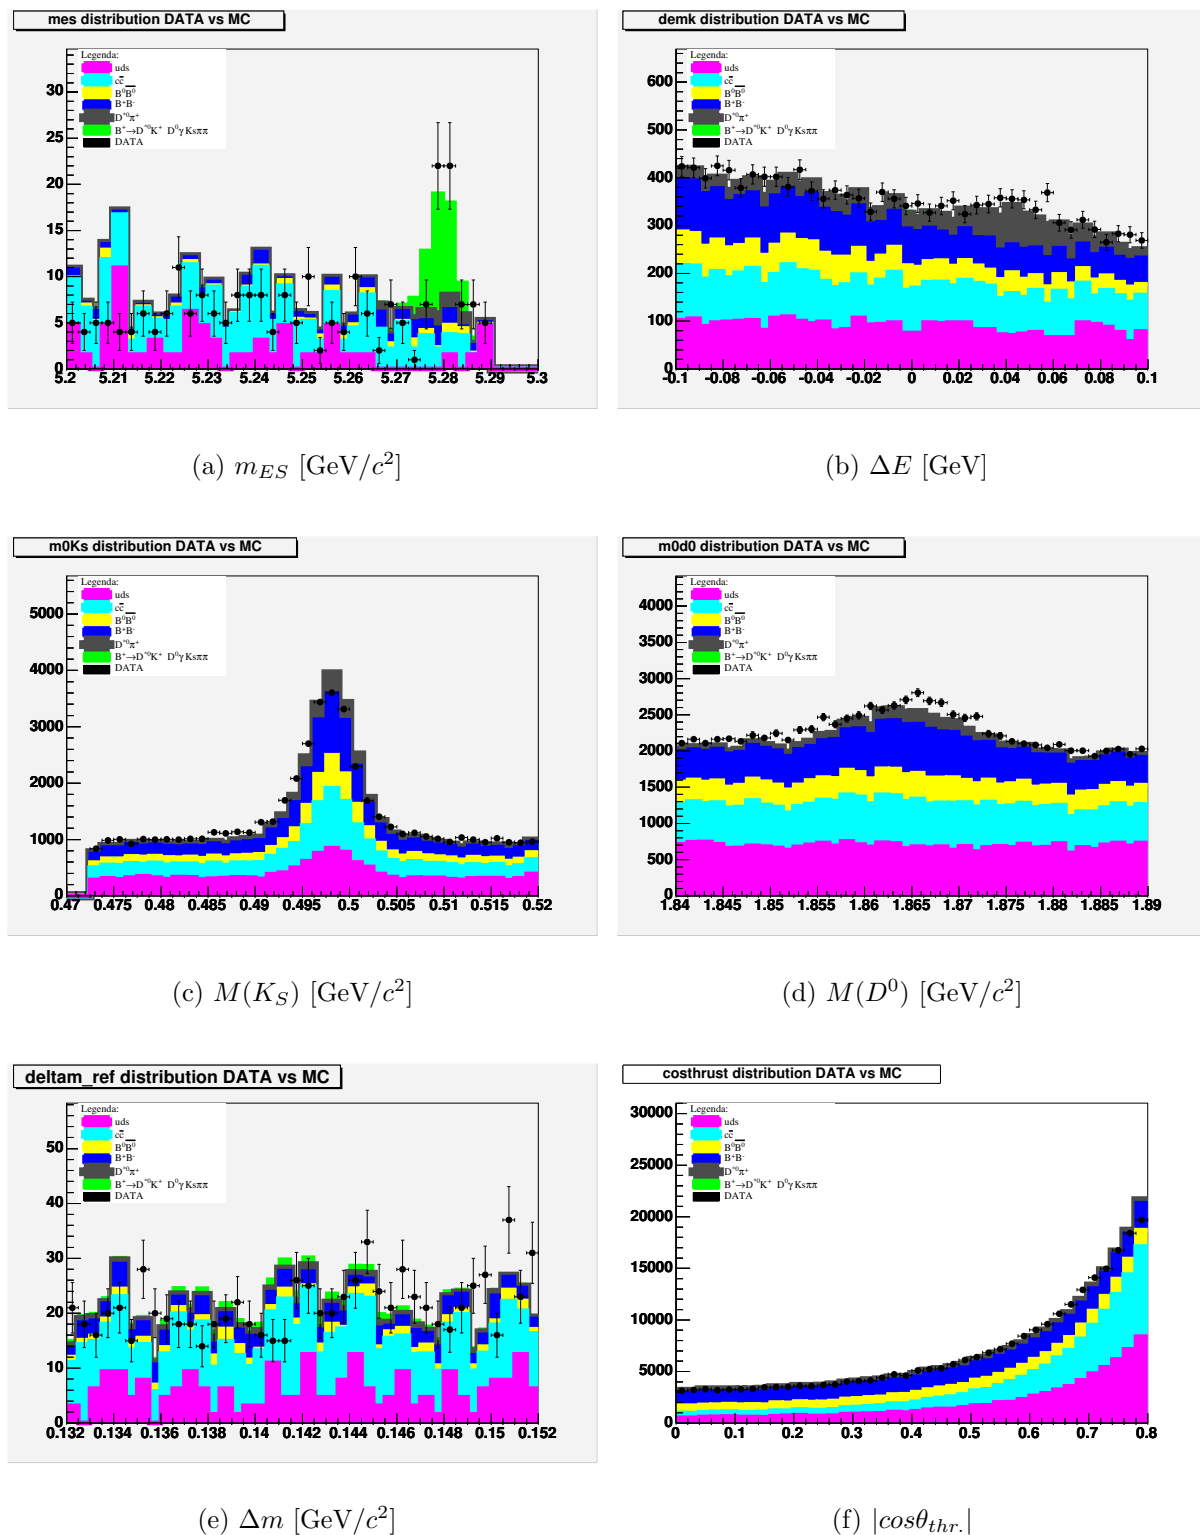 mes distribution DATA vs MC
Legenda:
uds
cc̅
B⁰B̅⁰
B⁺B⁻
D*⁰π⁺
B⁺→D*⁰K⁺ D⁰γ Ksππ
DATA
30
25
20
15
10
5
0
5.2 5.21 5.22 5.23 5.24 5.25 5.26 5.27 5.28 5.29 5.3
(a) m_ES [GeV/c²]
demk distribution DATA vs MC
Legenda:
uds
cc̅
B⁰B̅⁰
B⁺B⁻
D*⁰π⁺
B⁺→D*⁰K⁺ D⁰γ Ksππ
DATA
600
500
400
300
200
100
0
-0.1 -0.08 -0.06 -0.04 -0.02 0 0.02 0.04 0.06 0.08 0.1
(b) ΔE [GeV]
m0Ks distribution DATA vs MC
Legenda:
uds
cc̅
B⁰B̅⁰
B⁺B⁻
D*⁰π⁺
B⁺→D*⁰K⁺ D⁰γ Ksππ
DATA
5000
4000
3000
2000
1000
0
0.47 0.475 0.48 0.485 0.49 0.495 0.5 0.505 0.51 0.515 0.52
(c) M(K_S) [GeV/c²]
m0d0 distribution DATA vs MC
Legenda:
uds
cc̅
B⁰B̅⁰
B⁺B⁻
D*⁰π⁺
B⁺→D*⁰K⁺ D⁰γ Ksππ
DATA
4000
3500
3000
2500
2000
1500
1000
500
0
1.84 1.845 1.85 1.855 1.86 1.865 1.87 1.875 1.88 1.885 1.89
(d) M(D⁰) [GeV/c²]
deltam_ref distribution DATA vs MC
Legenda:
uds
cc̅
B⁰B̅⁰
B⁺B⁻
D*⁰π⁺
B⁺→D*⁰K⁺ D⁰γ Ksππ
DATA
50
40
30
20
10
0
0.132 0.134 0.136 0.138 0.14 0.142 0.144 0.146 0.148 0.15 0.152
(e) Δm [GeV/c²]
costhrust distribution DATA vs MC
Legenda:
uds
cc̅
B⁰B̅⁰
B⁺B⁻
D*⁰π⁺
B⁺→D*⁰K⁺ D⁰γ Ksππ
DATA
30000
25000
20000
15000
10000
5000
0
0 0.1 0.2 0.3 0.4 0.5 0.6 0.7 0.8
(f) |cosθ_thr.|